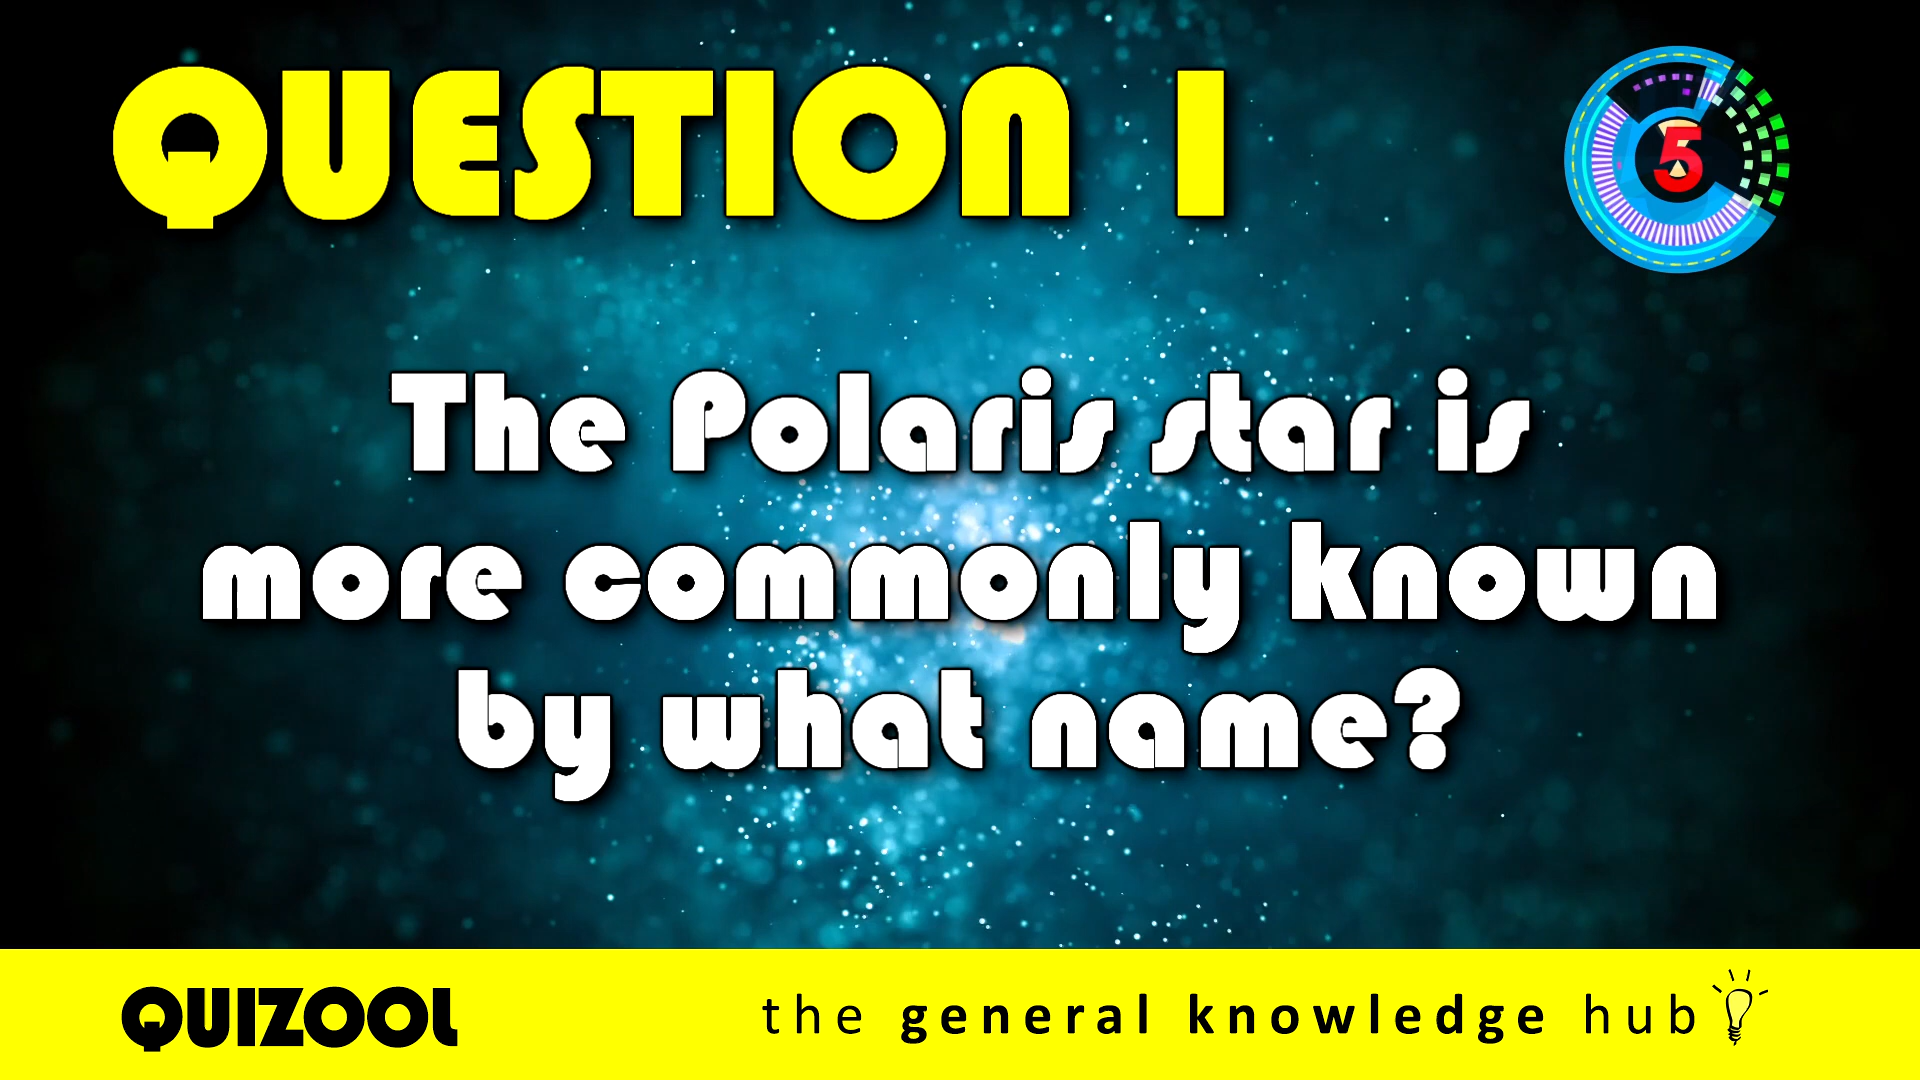 QUESTION 1
5
The Polaris star is
more commonly known
by what name?
QUIZOOL
the general knowledge hub